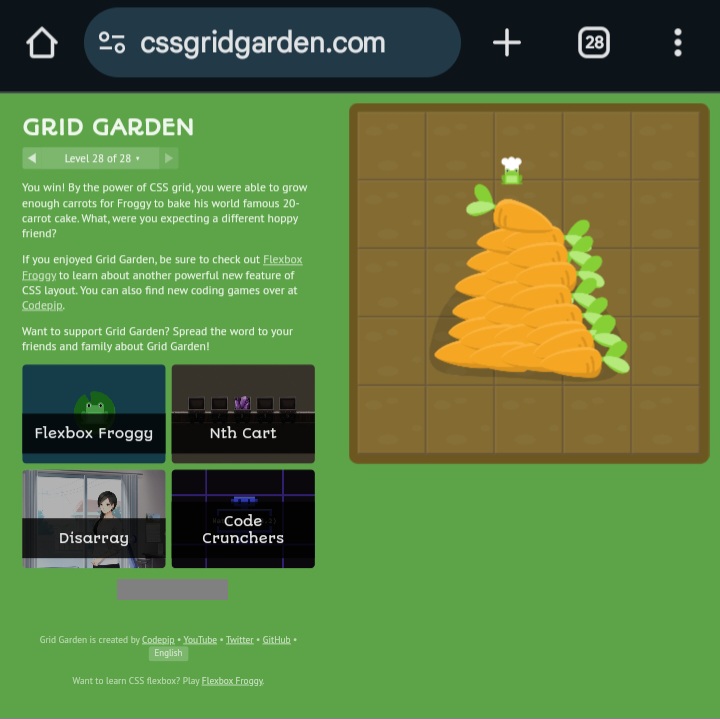 cssgridgarden.com
28
GRID GARDEN
Level 28 of 28
You win! By the power of CSS grid, you were able to grow
enough carrots for Froggy to bake his world famous 20-
carrot cake. What, were you expecting a different hoppy
friend?
If you enjoyed Grid Garden, be sure to check out Flexbox
Froggy to learn about another powerful new feature of
CSS layout. You can also find new coding games over at
Codepip.
Want to support Grid Garden? Spread the word to your
friends and family about Grid Garden!
Flexbox Froggy
Nth Cart
Disarray
Code
Crunchers
Grid Garden is created by Codepip • YouTube • Twitter • GitHub •
English
Want to learn CSS flexbox? Play Flexbox Froggy.